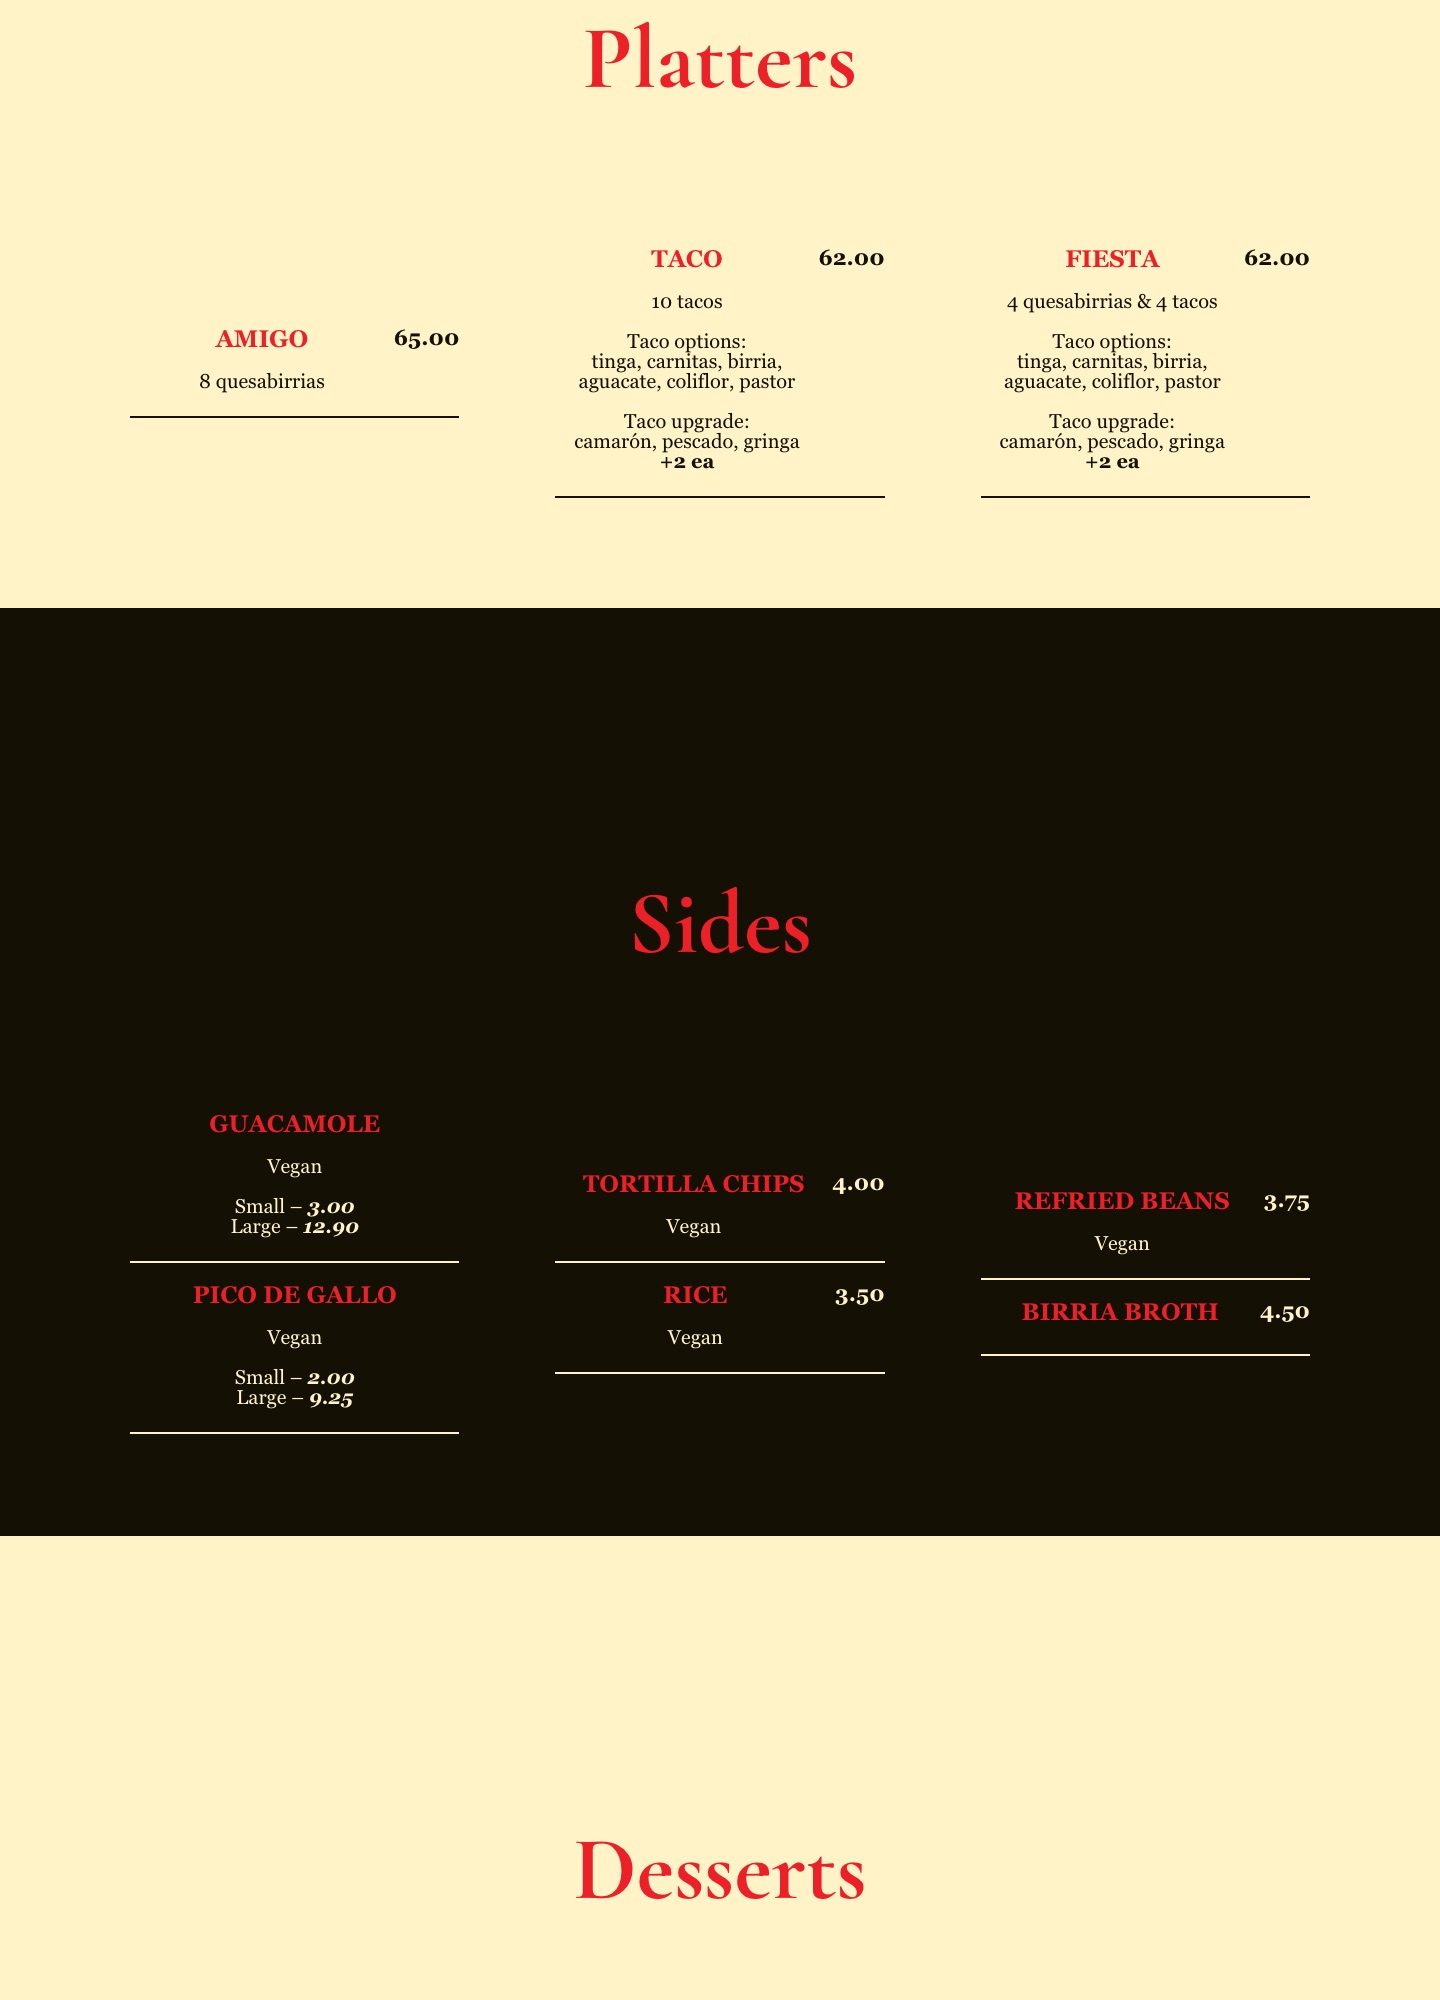 Platters
AMIGO 65.00
8 quesabirrias
TACO 62.00
10 tacos
Taco options:
tinga, carnitas, birria,
aguacate, coliflor, pastor
Taco upgrade:
camarón, pescado, gringa
+2 ea
FIESTA 62.00
4 quesabirrias & 4 tacos
Taco options:
tinga, carnitas, birria,
aguacate, coliflor, pastor
Taco upgrade:
camarón, pescado, gringa
+2 ea
Sides
GUACAMOLE
Vegan
Small – 3.00
Large – 12.90
PICO DE GALLO
Vegan
Small – 2.00
Large – 9.25
TORTILLA CHIPS 4.00
Vegan
RICE 3.50
Vegan
REFRIED BEANS 3.75
Vegan
BIRRIA BROTH 4.50
Desserts